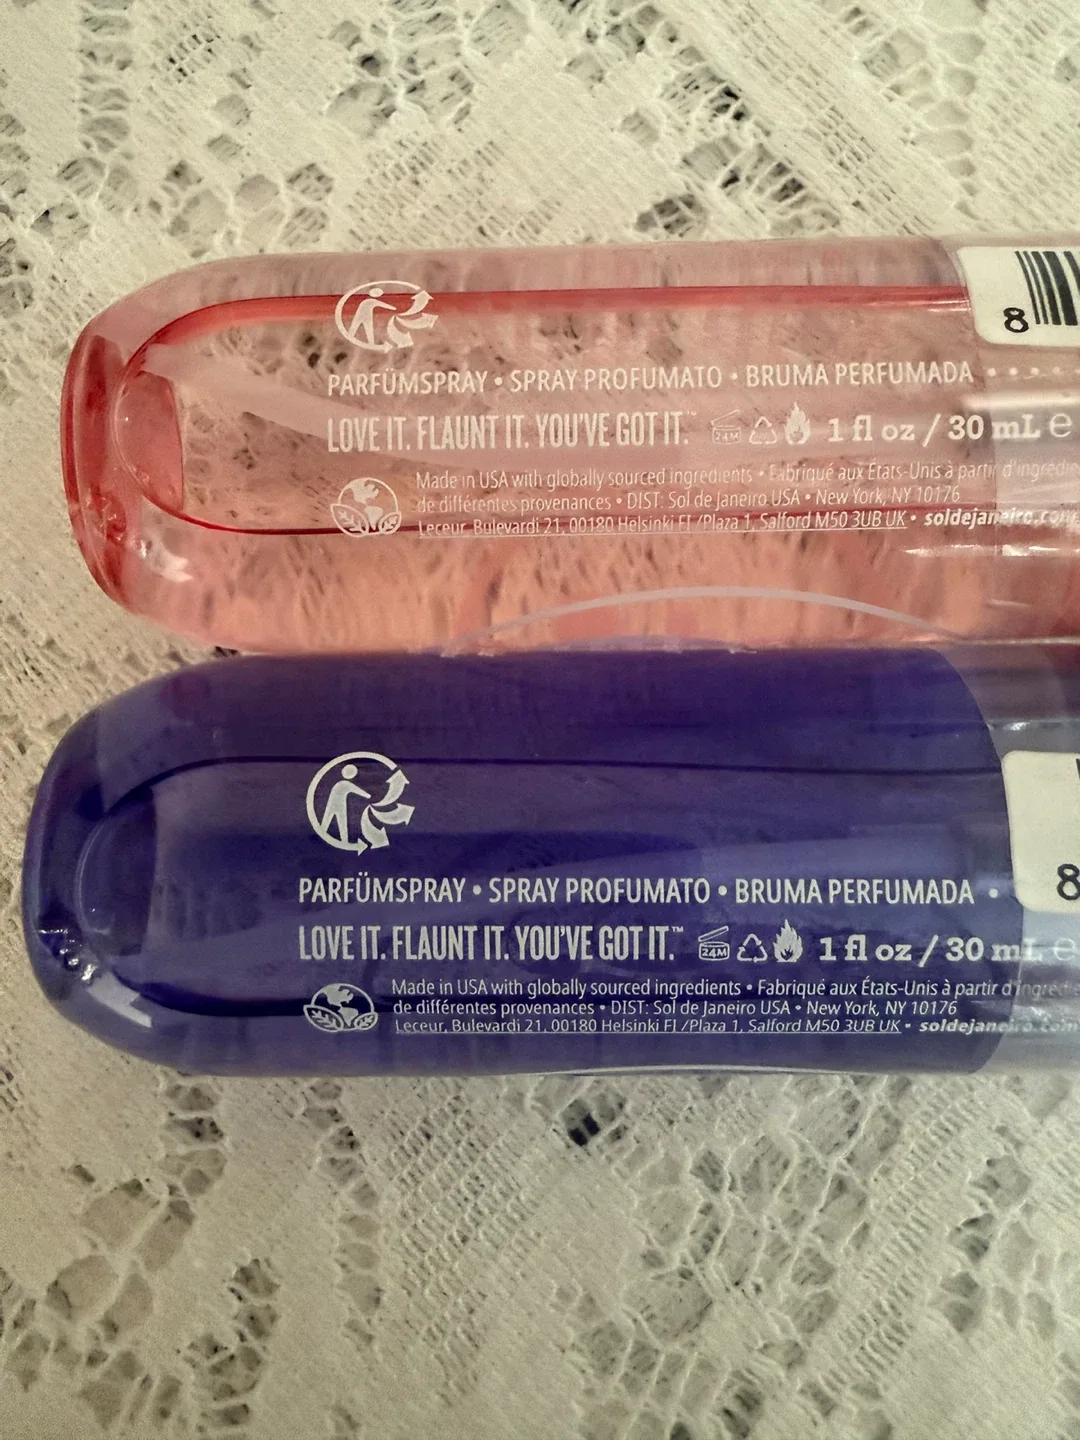 8
PARFÜMSPRAY • SPRAY PROFUMATO • BRUMA PERFUMADA • • • •
LOVE IT. FLAUNT IT. YOU'VE GOT IT.™ 24M 1 fl oz / 30 mL e
Made in USA with globally sourced ingredients • Fabriqué aux États-Unis à partir d'ingrédie
de différentes provenances • DIST: Sol de Janeiro USA • New York, NY 10176
Leceur, Bulevardi 21, 00180 Helsinki FI /Plaza 1, Salford M50 3UB UK • soldejaneiro.com
8
PARFÜMSPRAY • SPRAY PROFUMATO • BRUMA PERFUMADA •
LOVE IT. FLAUNT IT. YOU'VE GOT IT.™ 24M 1 fl oz / 30 mL e
Made in USA with globally sourced ingredients • Fabriqué aux États-Unis à partir d'ingrédie
de différentes provenances • DIST: Sol de Janeiro USA • New York, NY 10176
Leceur, Bulevardi 21, 00180 Helsinki FI /Plaza 1, Salford M50 3UB UK • soldejaneiro.com